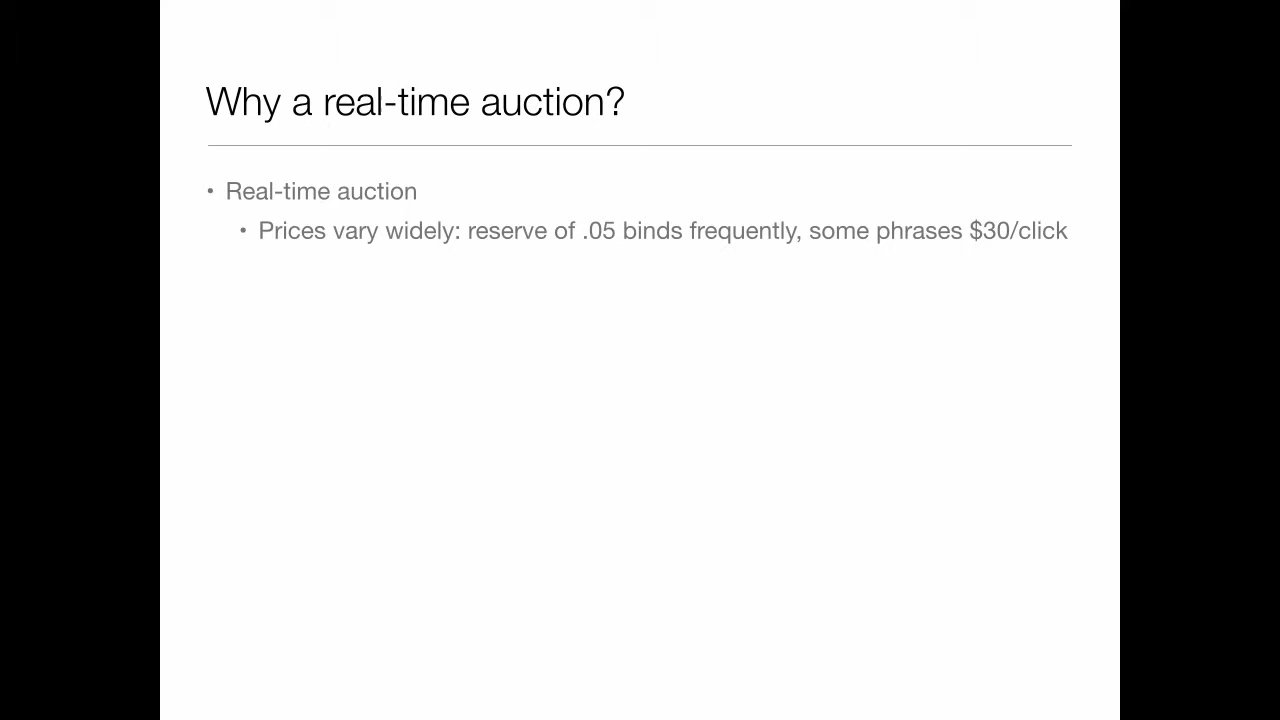 Why a real-time auction?
• Real-time auction
• Prices vary widely: reserve of .05 binds frequently, some phrases $30/click